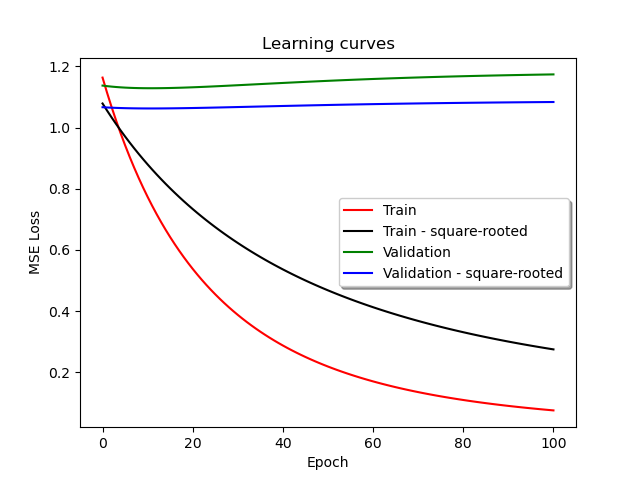 Learning curves
1.2
1.0
0.8
0.6
0.4
0.2
MSE Loss
Train
Train - square-rooted
Validation
Validation - square-rooted
0 20 40 60 80 100
Epoch